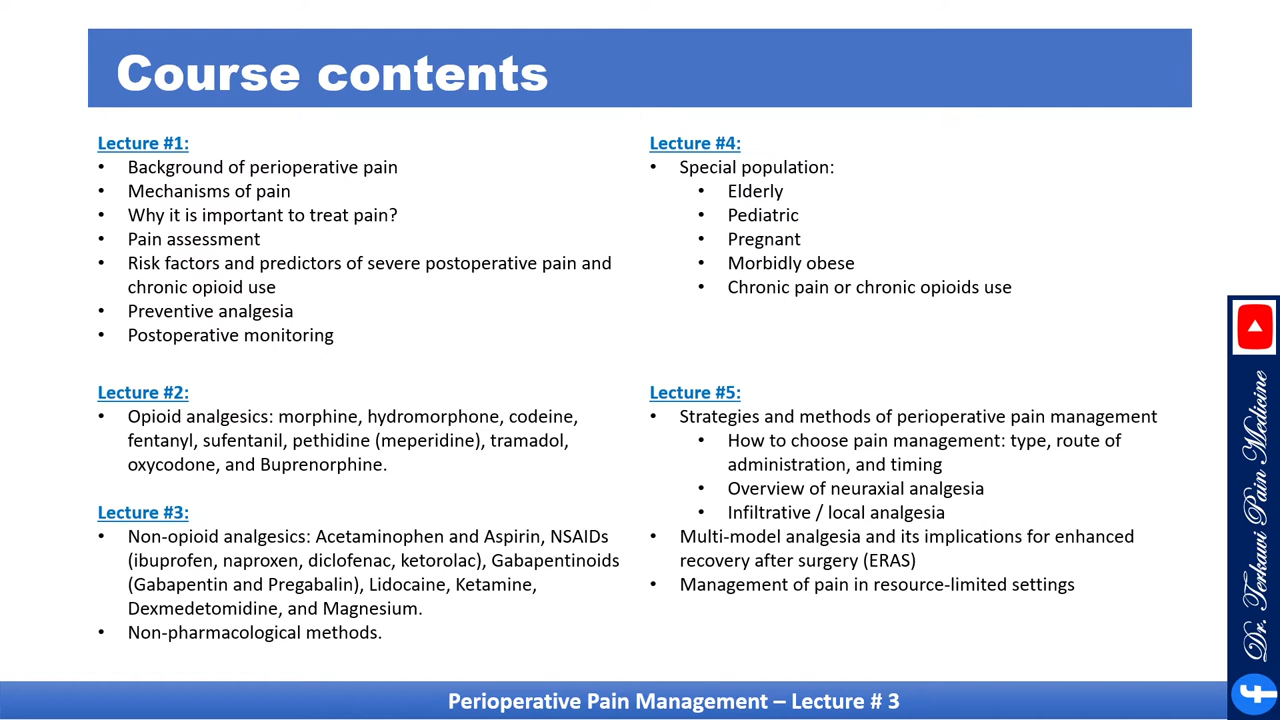 Course contents
Lecture #1:
• Background of perioperative pain
• Mechanisms of pain
• Why it is important to treat pain?
• Pain assessment
• Risk factors and predictors of severe postoperative pain and
chronic opioid use
• Preventive analgesia
• Postoperative monitoring
Lecture #2:
• Opioid analgesics: morphine, hydromorphone, codeine,
fentanyl, sufentanil, pethidine (meperidine), tramadol,
oxycodone, and Buprenorphine.
Lecture #3:
• Non-opioid analgesics: Acetaminophen and Aspirin, NSAIDs
(ibuprofen, naproxen, diclofenac, ketorolac), Gabapentinoids
(Gabapentin and Pregabalin), Lidocaine, Ketamine,
Dexmedetomidine, and Magnesium.
• Non-pharmacological methods.
Lecture #4:
• Special population:
• Elderly
• Pediatric
• Pregnant
• Morbidly obese
• Chronic pain or chronic opioids use
Lecture #5:
• Strategies and methods of perioperative pain management
• How to choose pain management: type, route of
administration, and timing
• Overview of neuraxial analgesia
• Infiltrative / local analgesia
• Multi-model analgesia and its implications for enhanced
recovery after surgery (ERAS)
• Management of pain in resource-limited settings
Dr. Terkawi Pain Medicine
Perioperative Pain Management – Lecture # 3